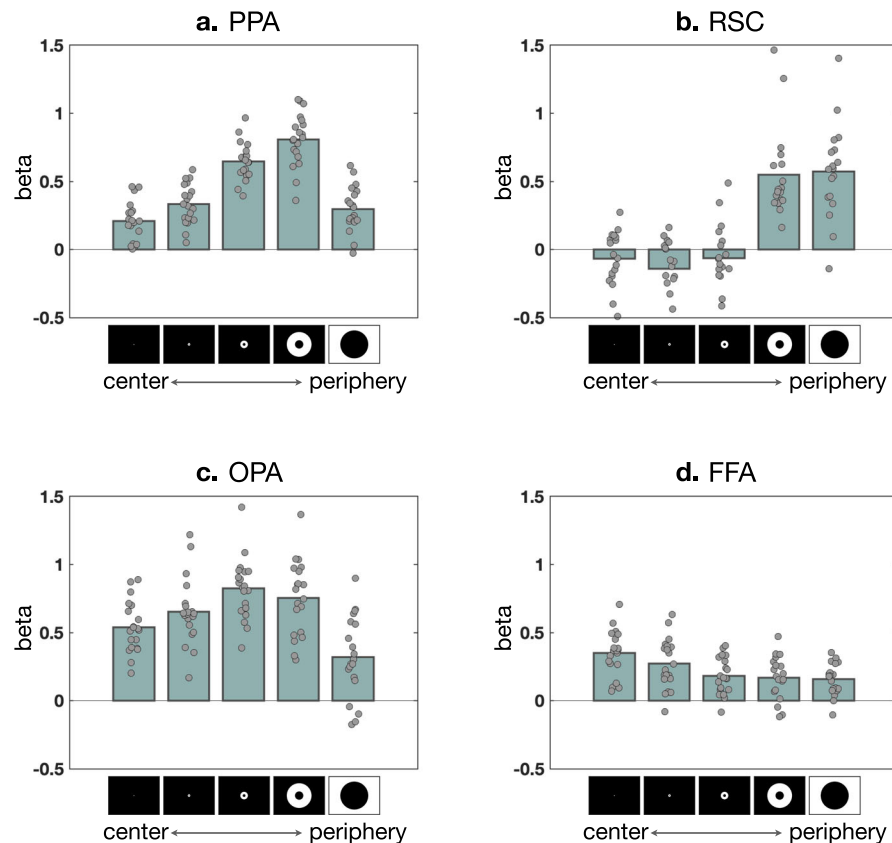 a. PPA
1.5
1
0.5
0
-0.5
beta
center
periphery
b. RSC
1.5
1
0.5
0
-0.5
beta
center
periphery
c. OPA
1.5
1
0.5
0
-0.5
beta
center
periphery
d. FFA
1.5
1
0.5
0
-0.5
beta
center
periphery